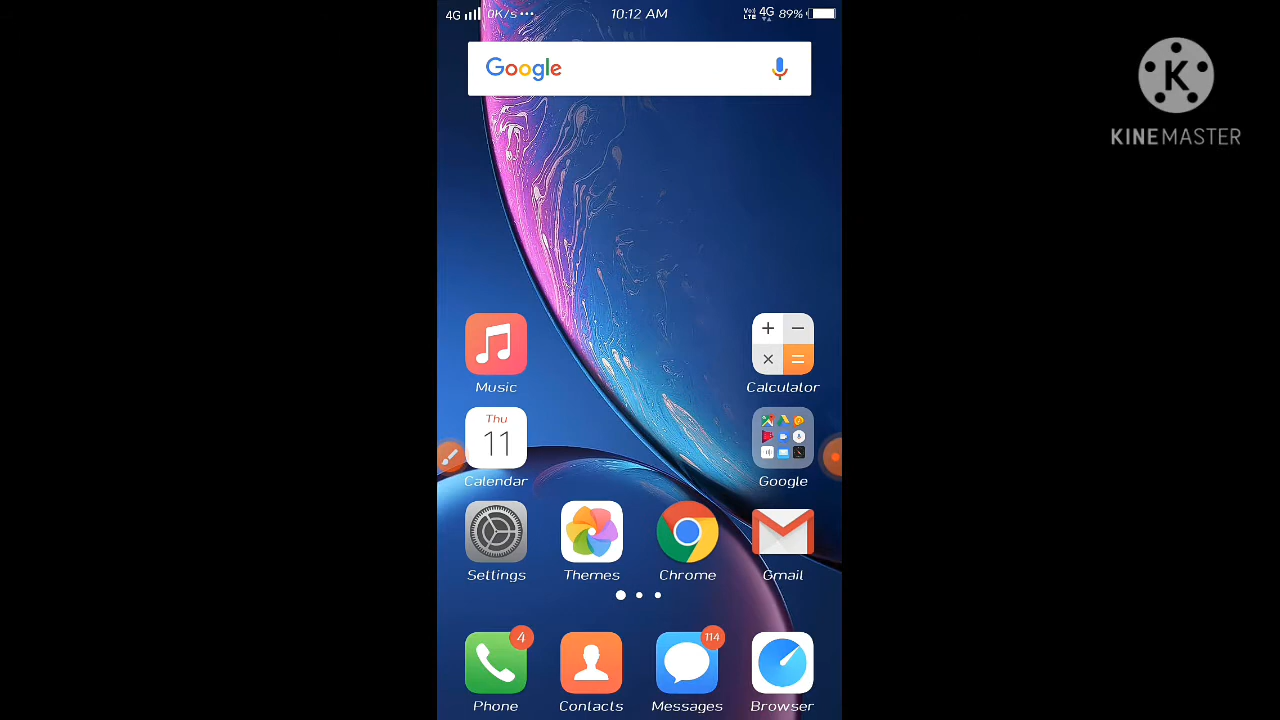 4G 0K/s ... 10:12 AM VoLTE 4G 89%
Google
K
KINEMASTER
Music
Calculator
Thu
11
Calendar
Google
Settings
Themes
Chrome
Gmail
4
114
Phone
Contacts
Messages
Browser